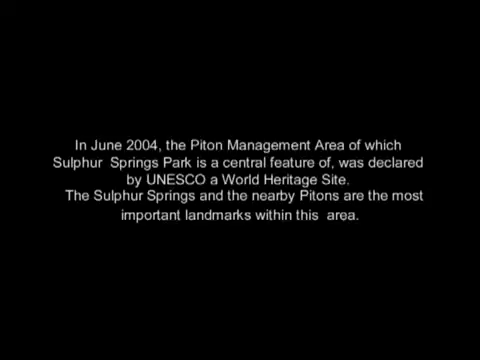 In June 2004, the Piton Management Area of which
Sulphur Springs Park is a central feature of, was declared
by UNESCO a World Heritage Site.
The Sulphur Springs and the nearby Pitons are the most
important landmarks within this area.